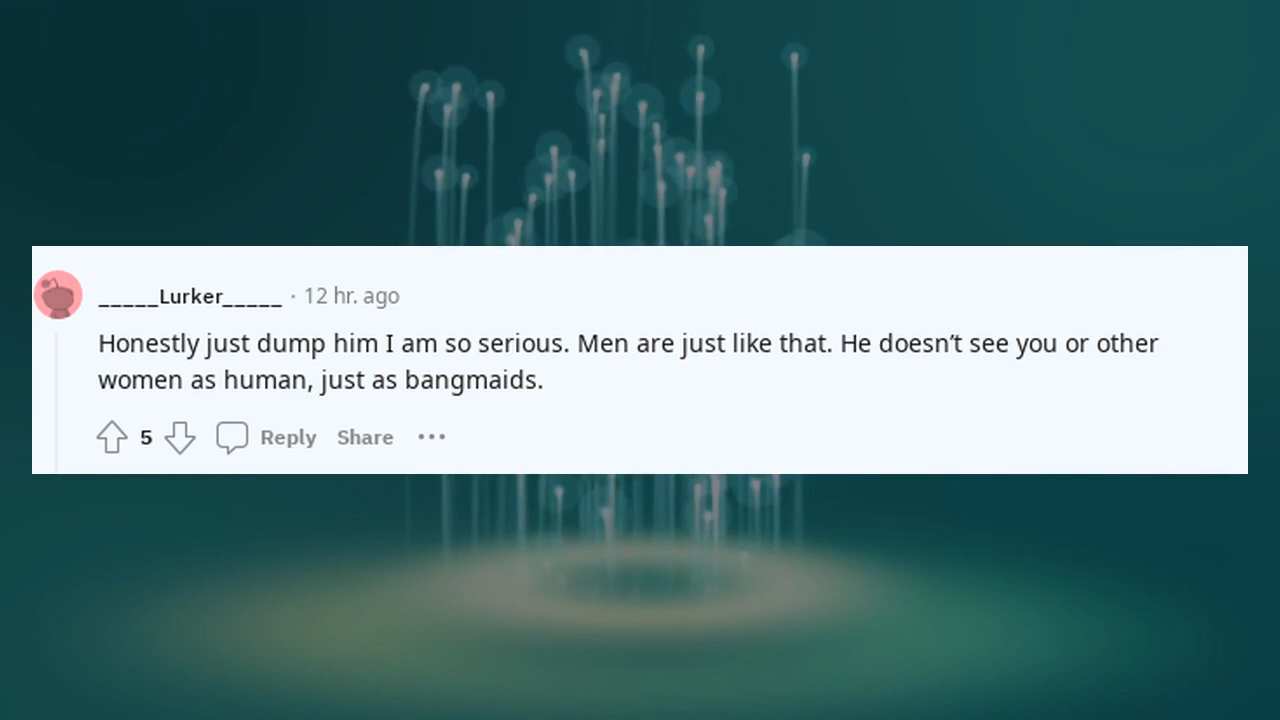 _____Lurker_____ · 12 hr. ago
Honestly just dump him I am so serious. Men are just like that. He doesn’t see you or other
women as human, just as bangmaids.
5 Reply Share •••